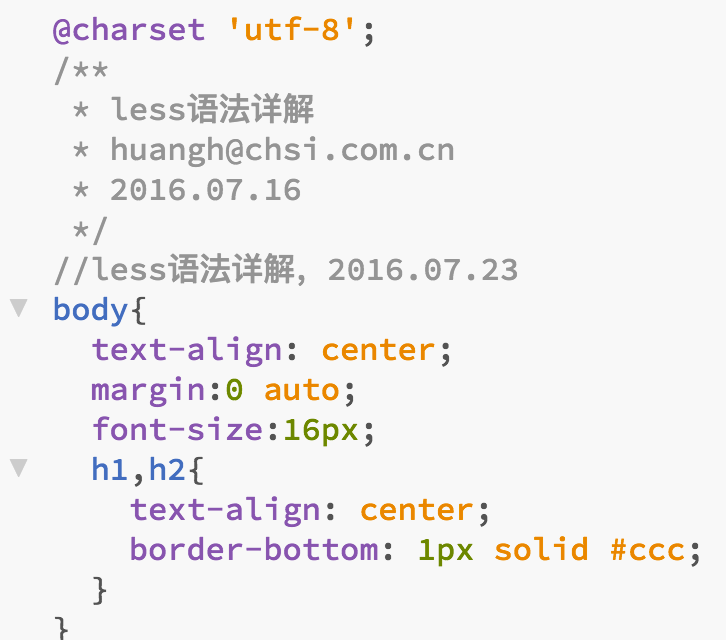 @charset 'utf-8';
/**
 * less语法详解
 * huangh@chsi.com.cn
 * 2016.07.16
 */
//less语法详解，2016.07.23
body{
  text-align: center;
  margin:0 auto;
  font-size:16px;
  h1,h2{
    text-align: center;
    border-bottom: 1px solid #ccc;
  }
}